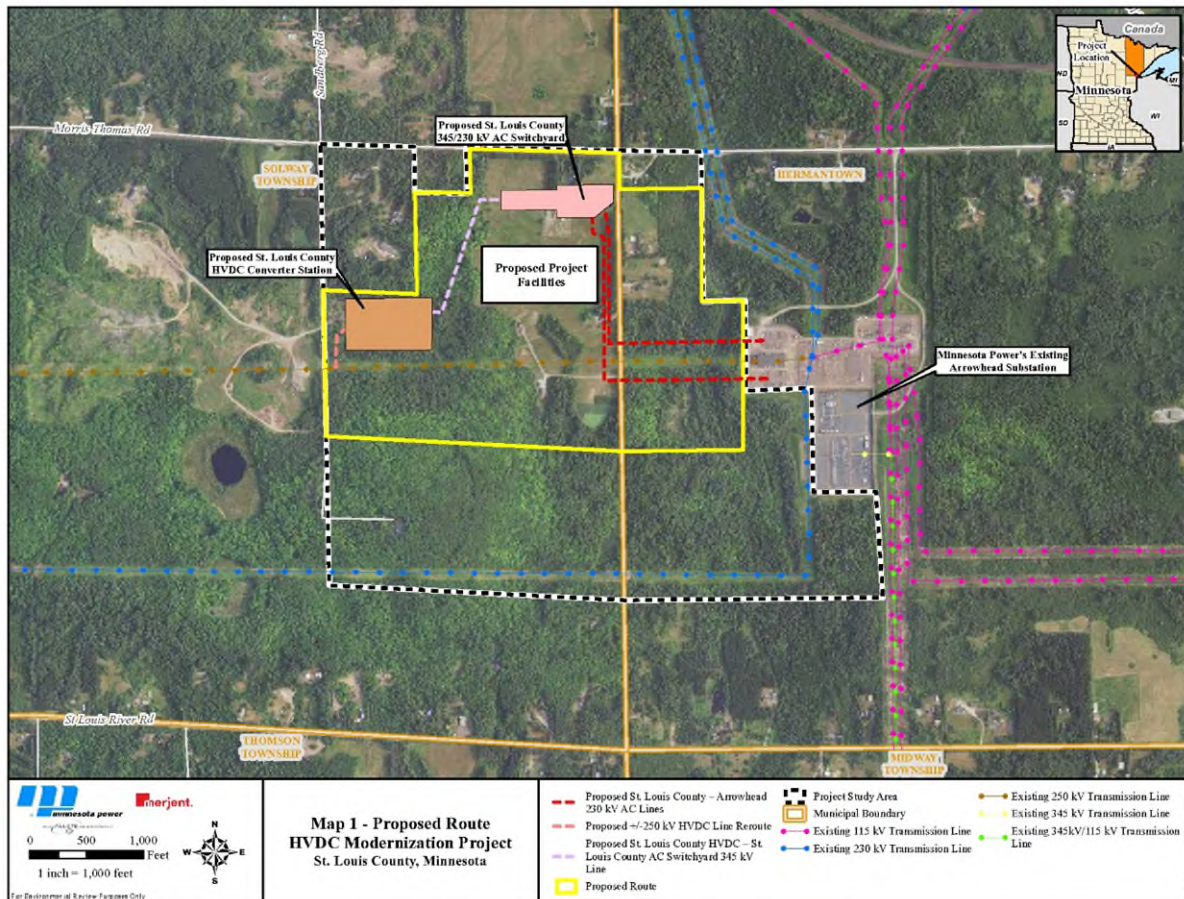 Canada
Project
Location
ND
Minnesota
MI
SD
WI
IA
Sandberg Rd
Morris Thomas Rd
Proposed St. Louis County
345/230 kV AC Switchyard
SOLWAY
TOWNSHIP
HERMANTOWN
Proposed St. Louis County
HVDC Converter Station
Proposed Project
Facilities
Minnesota Power's Existing
Arrowhead Substation
St Louis River Rd
THOMSON
TOWNSHIP
MIDWAY
TOWNSHIP
minnesota power
merjent.
0 500 1,000
Feet
1 inch = 1,000 feet
N
W E
S
For Environmental Review Purposes Only
Map 1 - Proposed Route
HVDC Modernization Project
St. Louis County, Minnesota
Proposed St. Louis County – Arrowhead
230 kV AC Lines
Proposed +/-250 kV HVDC Line Reroute
Proposed St. Louis County HVDC – St.
Louis County AC Switchyard 345 kV
Line
Proposed Route
Project Study Area
Municipal Boundary
Existing 115 kV Transmission Line
Existing 230 kV Transmission Line
Existing 250 kV Transmission Line
Existing 345 kV Transmission Line
Existing 345kV/115 kV Transmission
Line